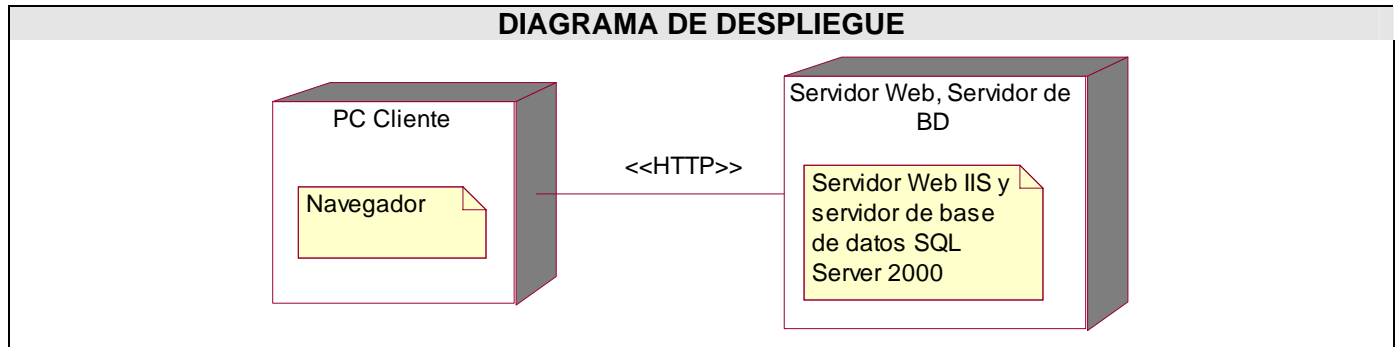 DIAGRAMA DE DESPLIEGUE
PC Cliente
Navegador
<<HTTP>>
Servidor Web, Servidor de
BD
Servidor Web IIS y
servidor de base
de datos SQL
Server 2000